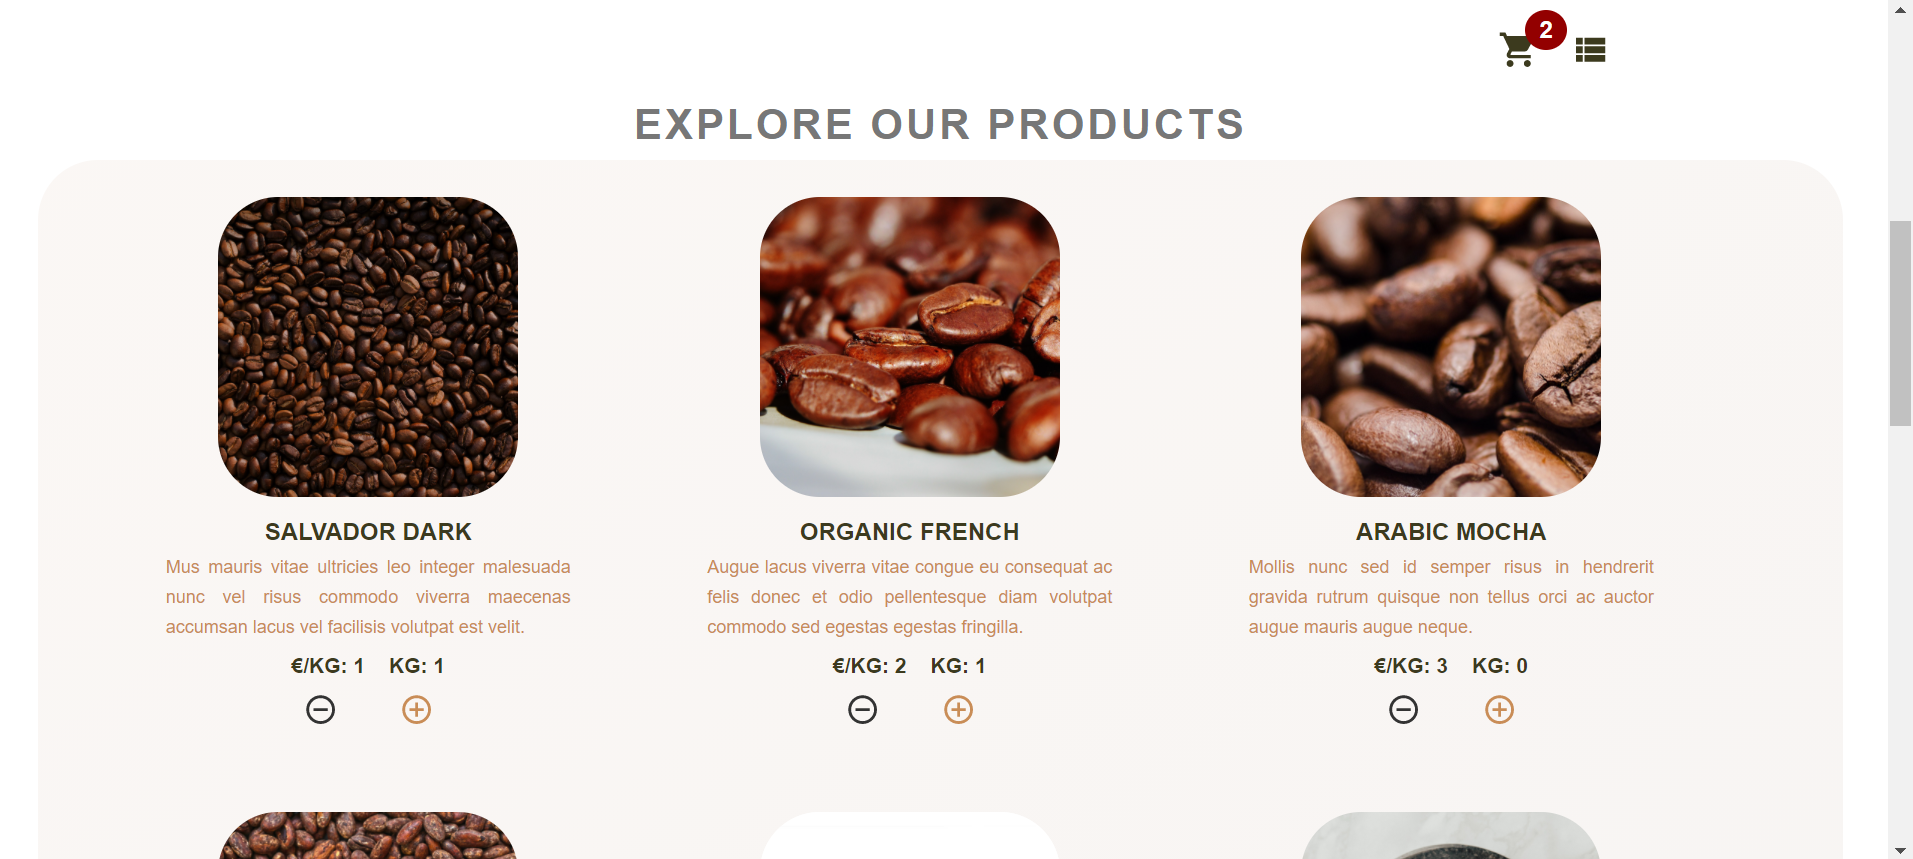 2
EXPLORE OUR PRODUCTS
SALVADOR DARK
Mus mauris vitae ultricies leo integer malesuada
nunc vel risus commodo viverra maecenas
accumsan lacus vel facilisis volutpat est velit.
€/KG: 1 KG: 1
ORGANIC FRENCH
Augue lacus viverra vitae congue eu consequat ac
felis donec et odio pellentesque diam volutpat
commodo sed egestas egestas fringilla.
€/KG: 2 KG: 1
ARABIC MOCHA
Mollis nunc sed id semper risus in hendrerit
gravida rutrum quisque non tellus orci ac auctor
augue mauris augue neque.
€/KG: 3 KG: 0